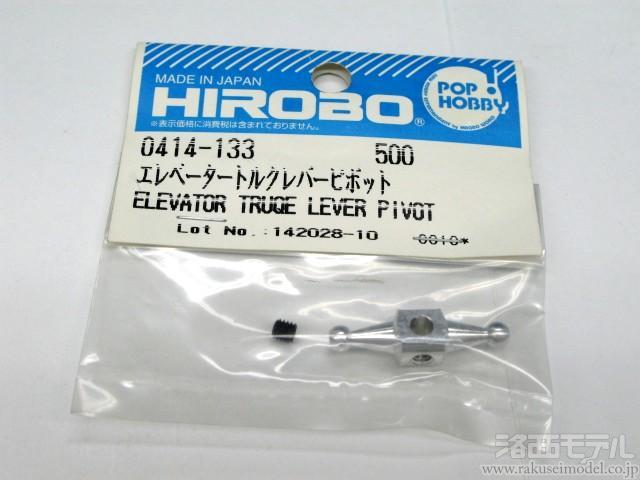 MADE IN JAPAN
HIROBO®
※表示価格に消費税は含まれておりません。
POP!
HOBBY
0414-133 500
エレベータートルクレバーピボット
ELEVATOR TRUQE LEVER PIVOT
Lot No.:142028-10 0010*
洛西モデル
www.rakuseimodel.co.jp